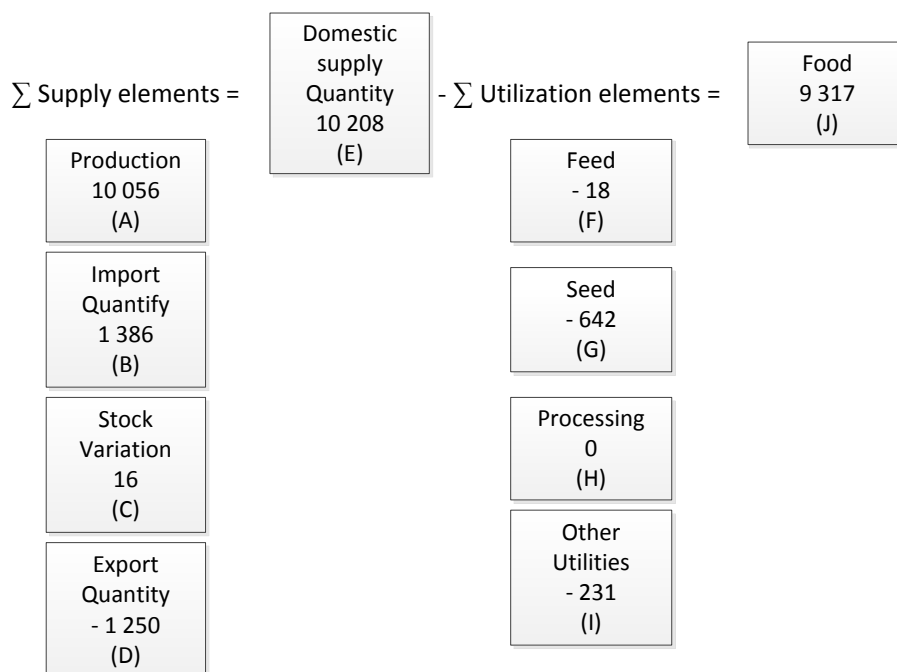 ∑ Supply elements =
Domestic
supply
Quantity
10 208
(E)
- ∑ Utilization elements =
Food
9 317
(J)
Production
10 056
(A)
Import
Quantify
1 386
(B)
Stock
Variation
16
(C)
Export
Quantity
- 1 250
(D)
Feed
- 18
(F)
Seed
- 642
(G)
Processing
0
(H)
Other
Utilities
- 231
(I)